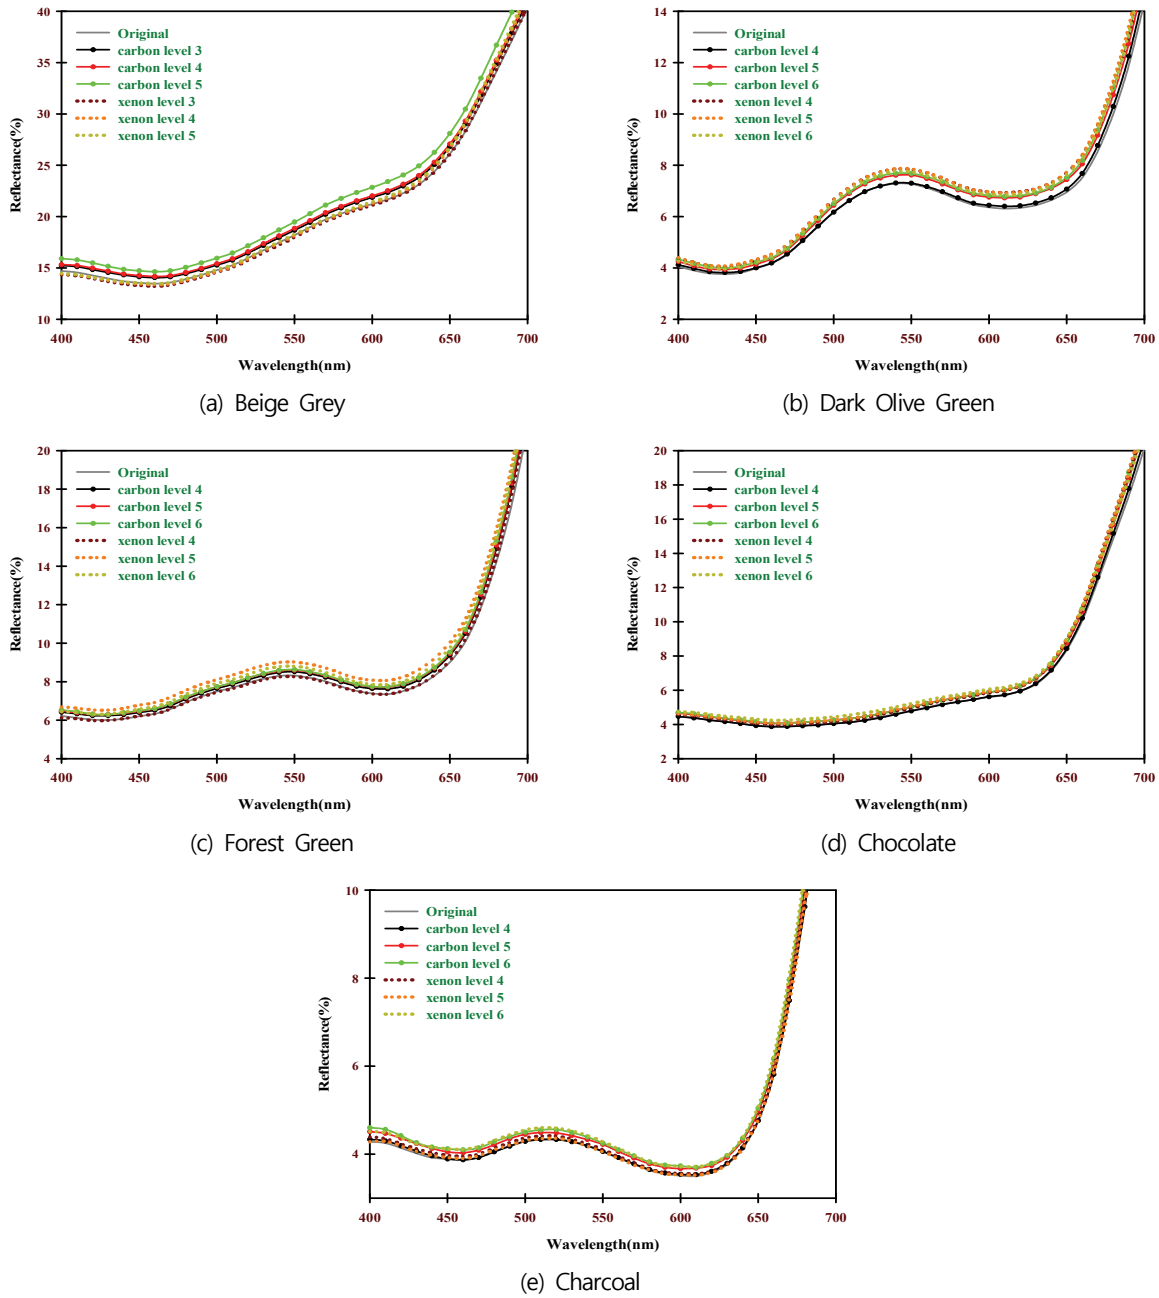 40
35
30
25
20
15
10
Reflectance(%)
Original
carbon level 3
carbon level 4
carbon level 5
xenon level 3
xenon level 4
xenon level 5
400 450 500 550 600 650 700
Wavelength(nm)
(a) Beige Grey
14
12
10
8
6
4
2
Reflectance(%)
Original
carbon level 4
carbon level 5
carbon level 6
xenon level 4
xenon level 5
xenon level 6
400 450 500 550 600 650 700
Wavelength(nm)
(b) Dark Olive Green
20
18
16
14
12
10
8
6
4
Reflectance(%)
Original
carbon level 4
carbon level 5
carbon level 6
xenon level 4
xenon level 5
xenon level 6
400 450 500 550 600 650 700
Wavelength(nm)
(c) Forest Green
20
18
16
14
12
10
8
6
4
2
Reflectance(%)
Original
carbon level 4
carbon level 5
carbon level 6
xenon level 4
xenon level 5
xenon level 6
400 450 500 550 600 650 700
Wavelength(nm)
(d) Chocolate
10
8
6
4
Reflectance(%)
Original
carbon level 4
carbon level 5
carbon level 6
xenon level 4
xenon level 5
xenon level 6
400 450 500 550 600 650 700
Wavelength(nm)
(e) Charcoal